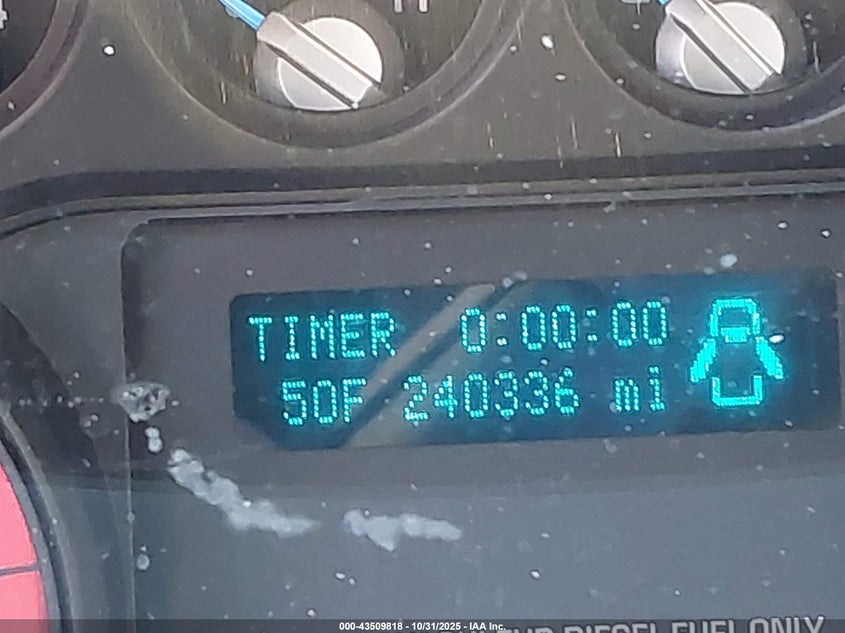 TIMER 0:00:00
50F 240336 mi
DIESEL FUEL ONLY
000-43509818 - 10/31/2025 - IAA Inc.